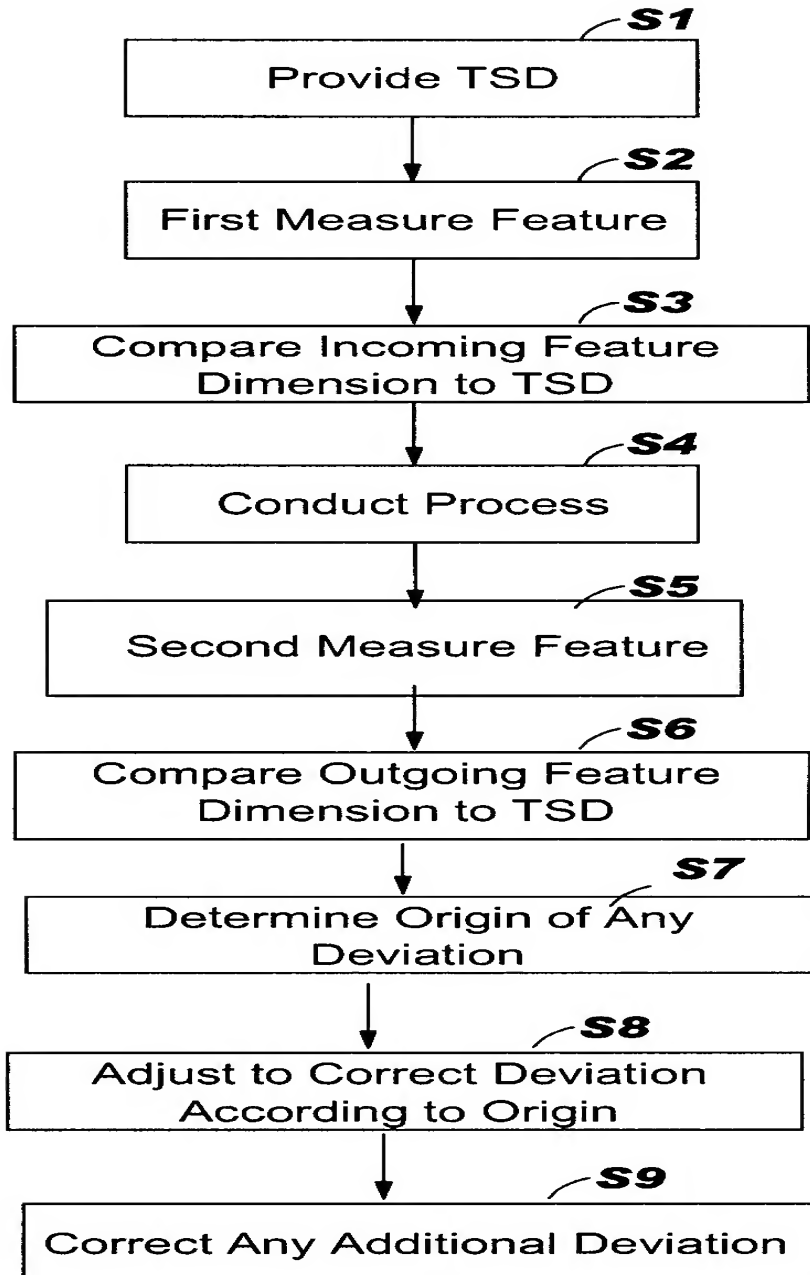 S1
Provide TSD
S2
First Measure Feature
S3
Compare Incoming Feature
Dimension to TSD
S4
Conduct Process
S5
Second Measure Feature
S6
Compare Outgoing Feature
Dimension to TSD
S7
Determine Origin of Any
Deviation
S8
Adjust to Correct Deviation
According to Origin
S9
Correct Any Additional Deviation